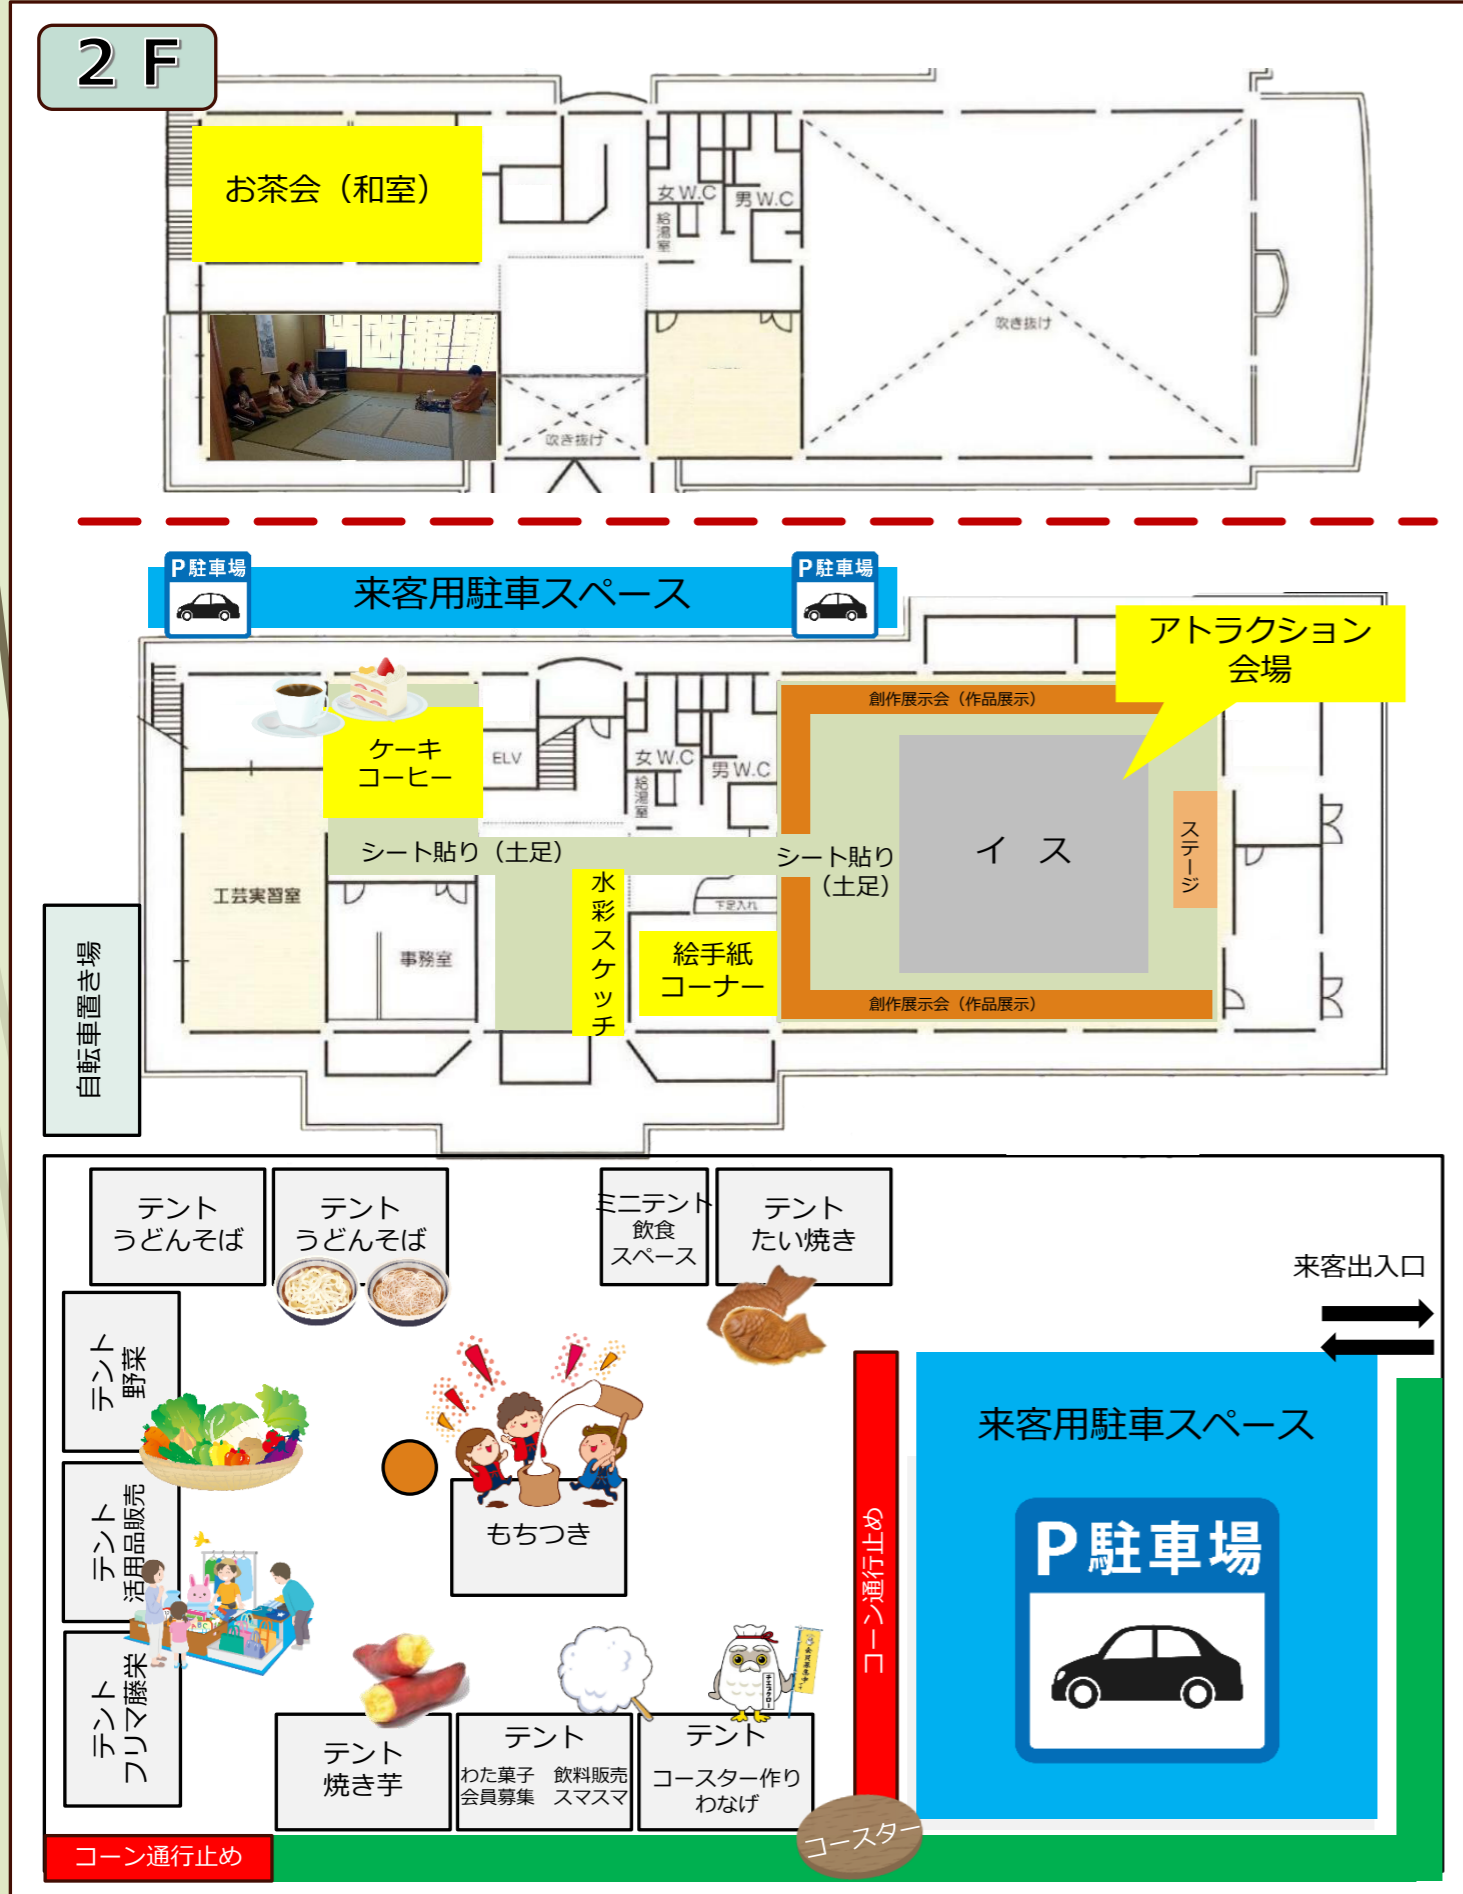 ２Ｆ
お茶会（和室）
女W.C
男W.C
給湯室
吹き抜け
吹き抜け
P駐車場
来客用駐車スペース
P駐車場
アトラクション
会場
創作展示会（作品展示）
ケーキ
コーヒー
ELV
女W.C
男W.C
給湯室
イ　ス
ステージ
シート貼り（土足）
シート貼り
（土足）
工芸実習室
水彩スケッチ
下足入れ
事務室
絵手紙
コーナー
創作展示会（作品展示）
自転車置き場
テント
うどんそば
テント
うどんそば
ミニテント
飲食
スペース
テント
たい焼き
来客出入口
テント
野菜
来客用駐車スペース
テント
活用品販売
もちつき
コーン通行止め
P駐車場
会員募集中
チエブクロー
テント
フリマ藤栄
テント
焼き芋
テント
わた菓子　飲料販売
会員募集　スマスマ
テント
コースター作り
わなげ
コースター
コーン通行止め